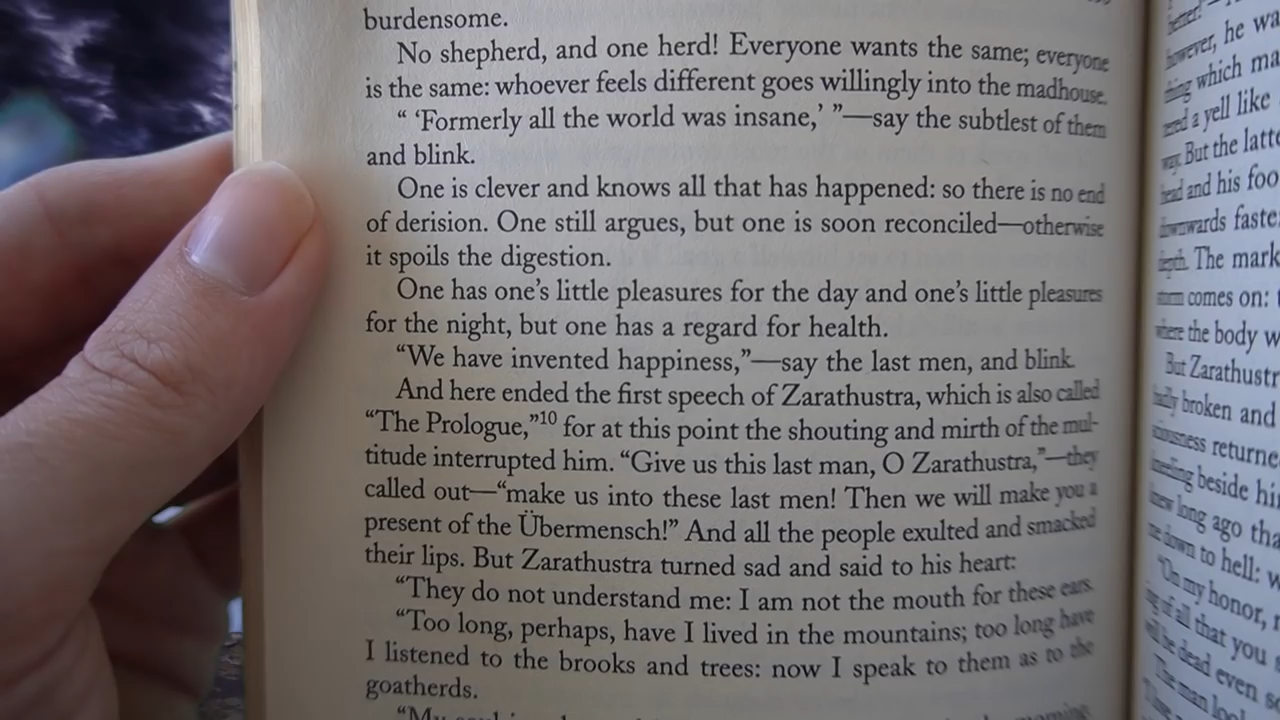 burdensome.
No shepherd, and one herd! Everyone wants the same; everyone
is the same: whoever feels different goes willingly into the madhouse.
“ ‘Formerly all the world was insane,’ ”—say the subtlest of them
and blink.
One is clever and knows all that has happened: so there is no end
of derision. One still argues, but one is soon reconciled—otherwise
it spoils the digestion.
One has one’s little pleasures for the day and one’s little pleasures
for the night, but one has a regard for health.
“We have invented happiness,”—say the last men, and blink.
And here ended the first speech of Zarathustra, which is also called
“The Prologue,”10 for at this point the shouting and mirth of the mul-
titude interrupted him. “Give us this last man, O Zarathustra,”—they
called out—“make us into these last men! Then we will make you a
present of the Übermensch!” And all the people exulted and smacked
their lips. But Zarathustra turned sad and said to his heart:
“They do not understand me: I am not the mouth for these ears.
“Too long, perhaps, have I lived in the mountains; too long have
I listened to the brooks and trees: now I speak to them as to the
goatherds.
however, he
thing which
a yell like
But the
head and his
downwards
depth. The
comes on:
where the body
But
badly broken and
beside
long ago
down to hell:
“On my honor,
of all that you
be dead even
The man